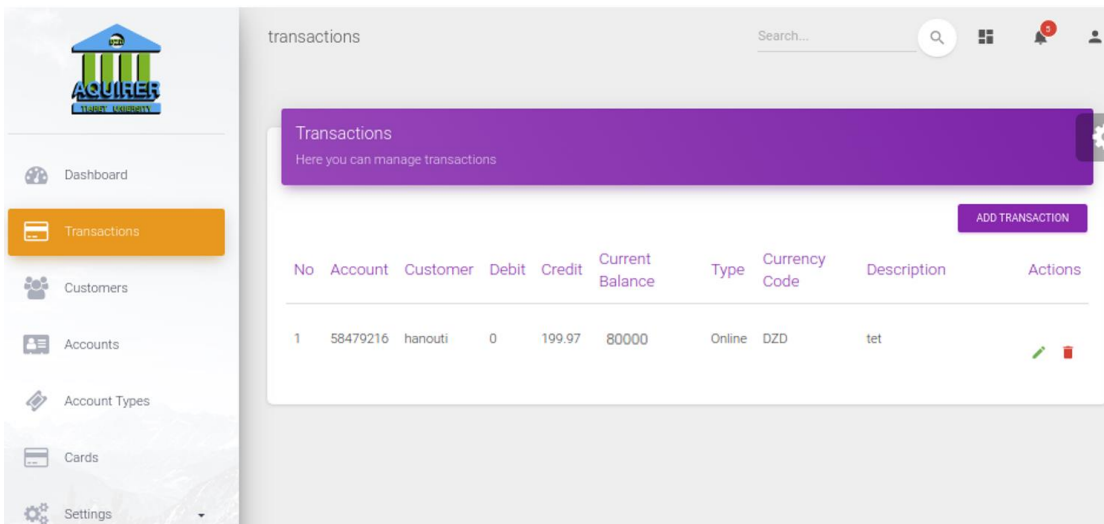 AQUIRER
TIARET UNIVERSITY
transactions
Search...
5
Dashboard
Transactions
Customers
Accounts
Account Types
Cards
Settings
Transactions
Here you can manage transactions
ADD TRANSACTION
No Account Customer Debit Credit Current Balance Type Currency Code Description Actions
1 58479216 hanouti 0 199.97 80000 Online DZD tet